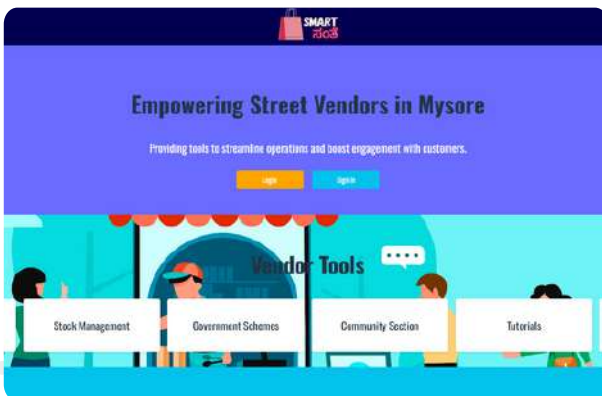 SMART
ಸಂತೆ
Empowering Street Vendors in Mysore
Providing tools to streamline operations and boost engagement with customers.
Login
Sign In
Vendor Tools
Stock Management
Government Schemes
Community Section
Tutorials